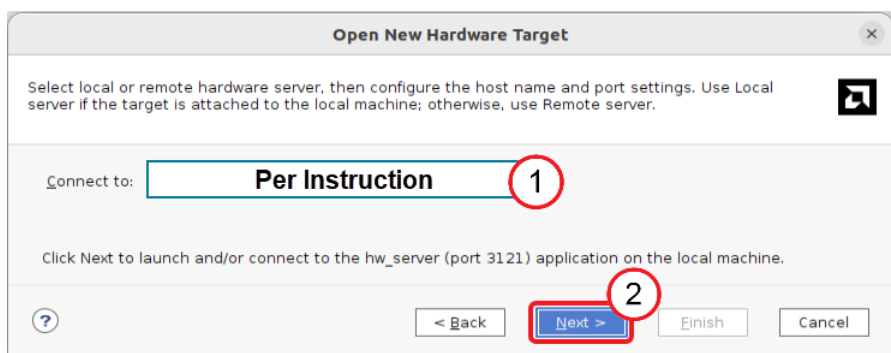 Open New Hardware Target
Select local or remote hardware server, then configure the host name and port settings. Use Local
server if the target is attached to the local machine; otherwise, use Remote server.
Connect to: Per Instruction 1
Click Next to launch and/or connect to the hw_server (port 3121) application on the local machine.
2
? < Back Next > Finish Cancel